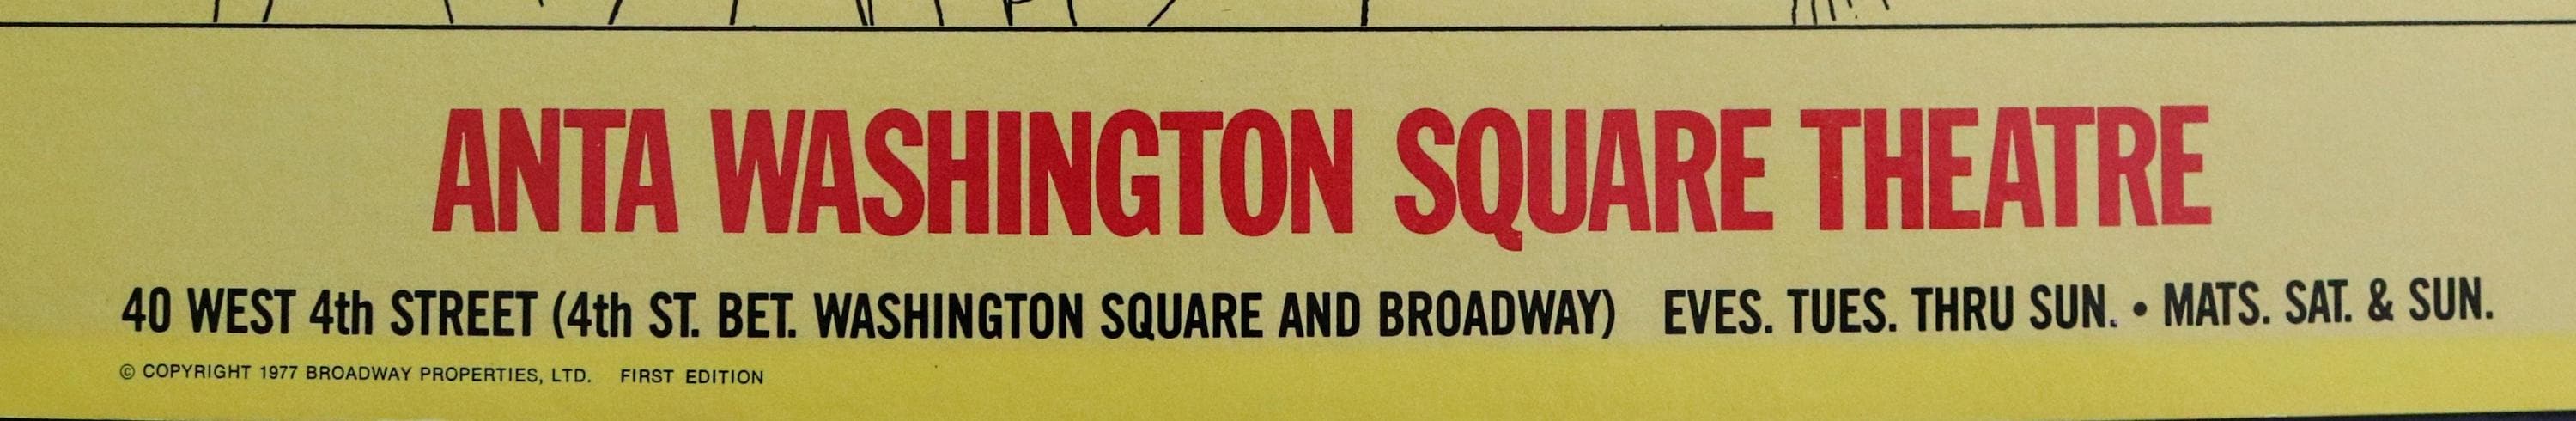 ANTA WASHINGTON SQUARE THEATRE
40 WEST 4th STREET (4th ST. BET. WASHINGTON SQUARE AND BROADWAY) EVES. TUES. THRU SUN. • MATS. SAT. & SUN.
© COPYRIGHT 1977 BROADWAY PROPERTIES, LTD. FIRST EDITION